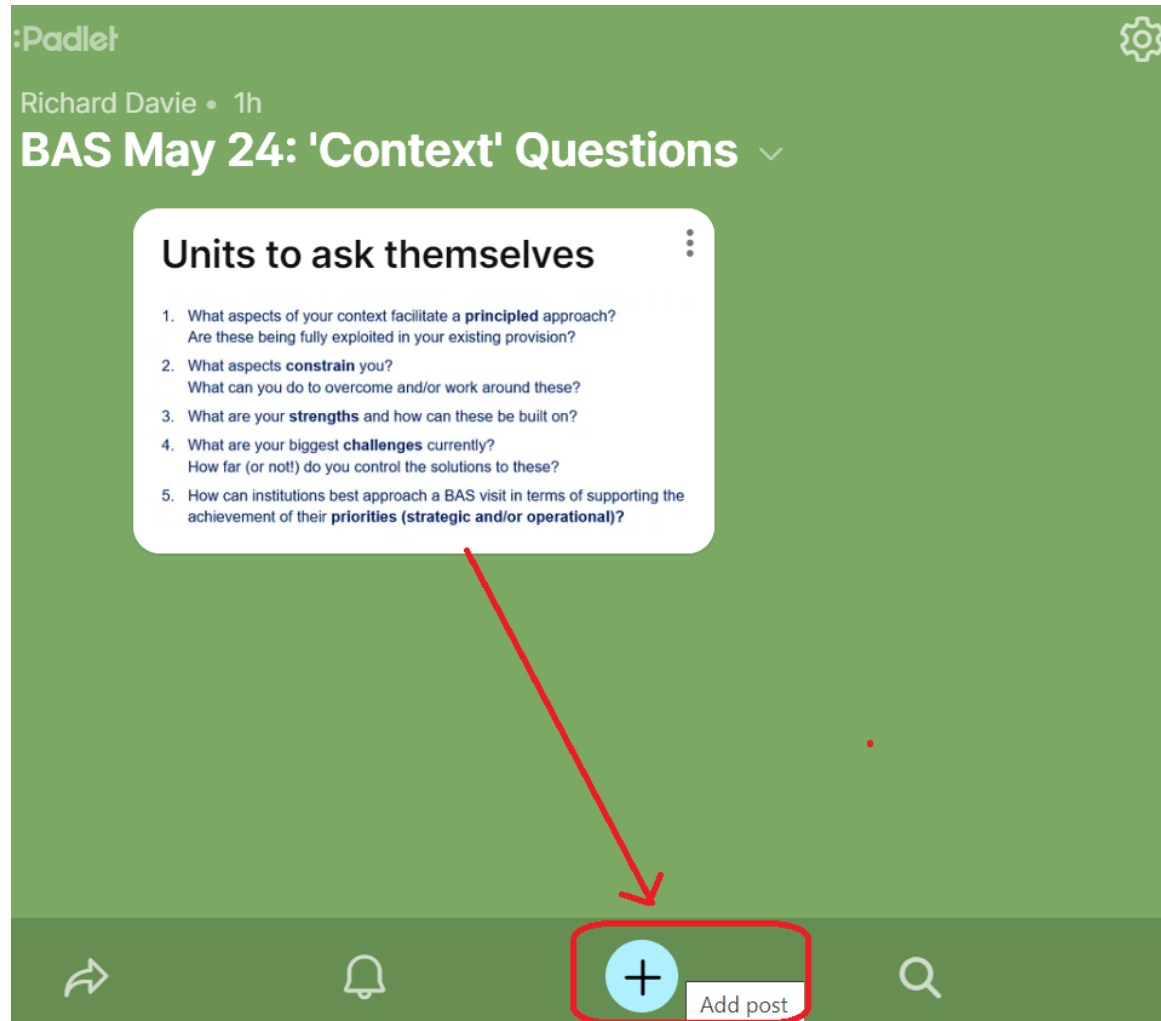 :Padlet
Richard Davie • 1h
BAS May 24: 'Context' Questions
Units to ask themselves
1. What aspects of your context facilitate a principled approach?
Are these being fully exploited in your existing provision?
2. What aspects constrain you?
What can you do to overcome and/or work around these?
3. What are your strengths and how can these be built on?
4. What are your biggest challenges currently?
How far (or not!) do you control the solutions to these?
5. How can institutions best approach a BAS visit in terms of supporting the
achievement of their priorities (strategic and/or operational)?
Add post